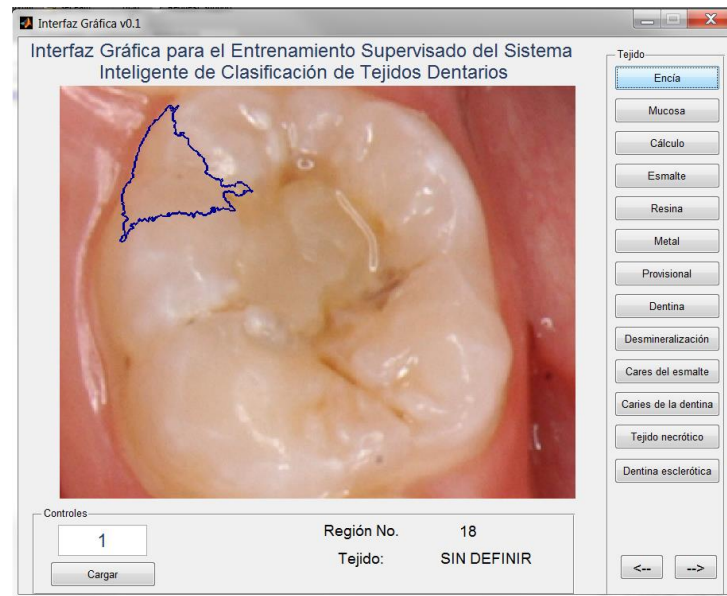 Interfaz Gráfica v0.1
Interfaz Gráfica para el Entrenamiento Supervisado del Sistema
Inteligente de Clasificación de Tejidos Dentarios
Tejido
Encía
Mucosa
Cálculo
Esmalte
Resina
Metal
Provisional
Dentina
Desmineralización
Cares del esmalte
Caries de la dentina
Tejido necrótico
Dentina esclerótica
Controles
1
Cargar
Región No. 18
Tejido: SIN DEFINIR
<-- -->